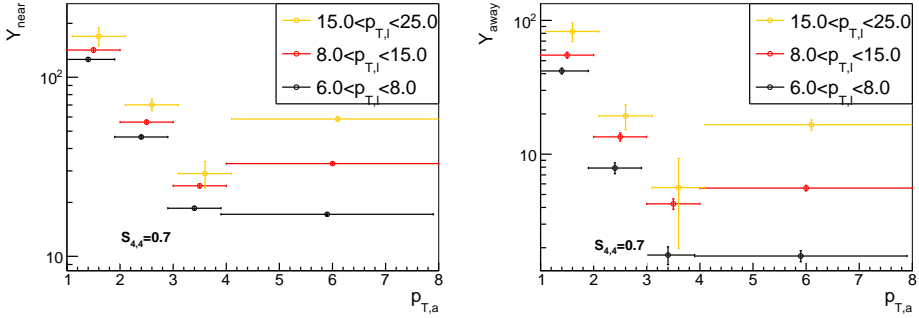 Y_near
10^2
10
15.0<p_T,l<25.0
8.0<p_T,l<15.0
6.0<p_T,l<8.0
S_4,4=0.7
1 2 3 4 5 6 7 8
p_T,a
Y_away
10^2
10
15.0<p_T,l<25.0
8.0<p_T,l<15.0
6.0<p_T,l<8.0
S_4,4=0.7
1 2 3 4 5 6 7 8
p_T,a